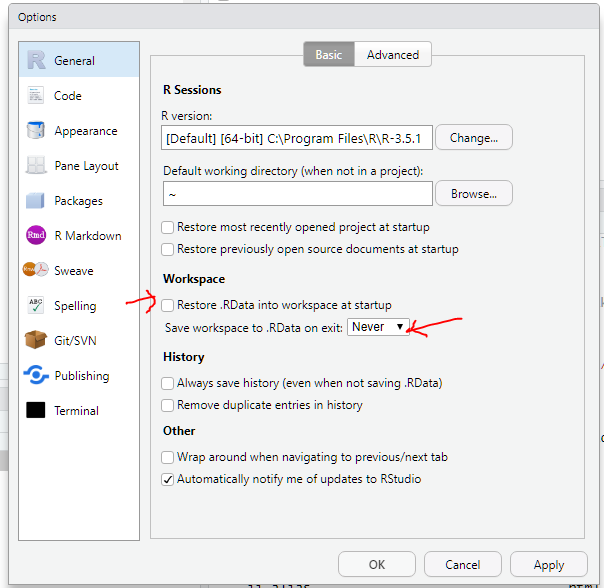 Options
Basic Advanced
General
Code
Appearance
Pane Layout
Packages
Rmd R Markdown
Sweave
ABC Spelling
Git/SVN
Publishing
Terminal
R Sessions
R version:
[Default] [64-bit] C:\Program Files\R\R-3.5.1 Change...
Default working directory (when not in a project):
~ Browse...
Restore most recently opened project at startup
Restore previously open source documents at startup
Workspace
Restore .RData into workspace at startup
Save workspace to .RData on exit: Never
History
Always save history (even when not saving .RData)
Remove duplicate entries in history
Other
Wrap around when navigating to previous/next tab
Automatically notify me of updates to RStudio
OK Cancel Apply